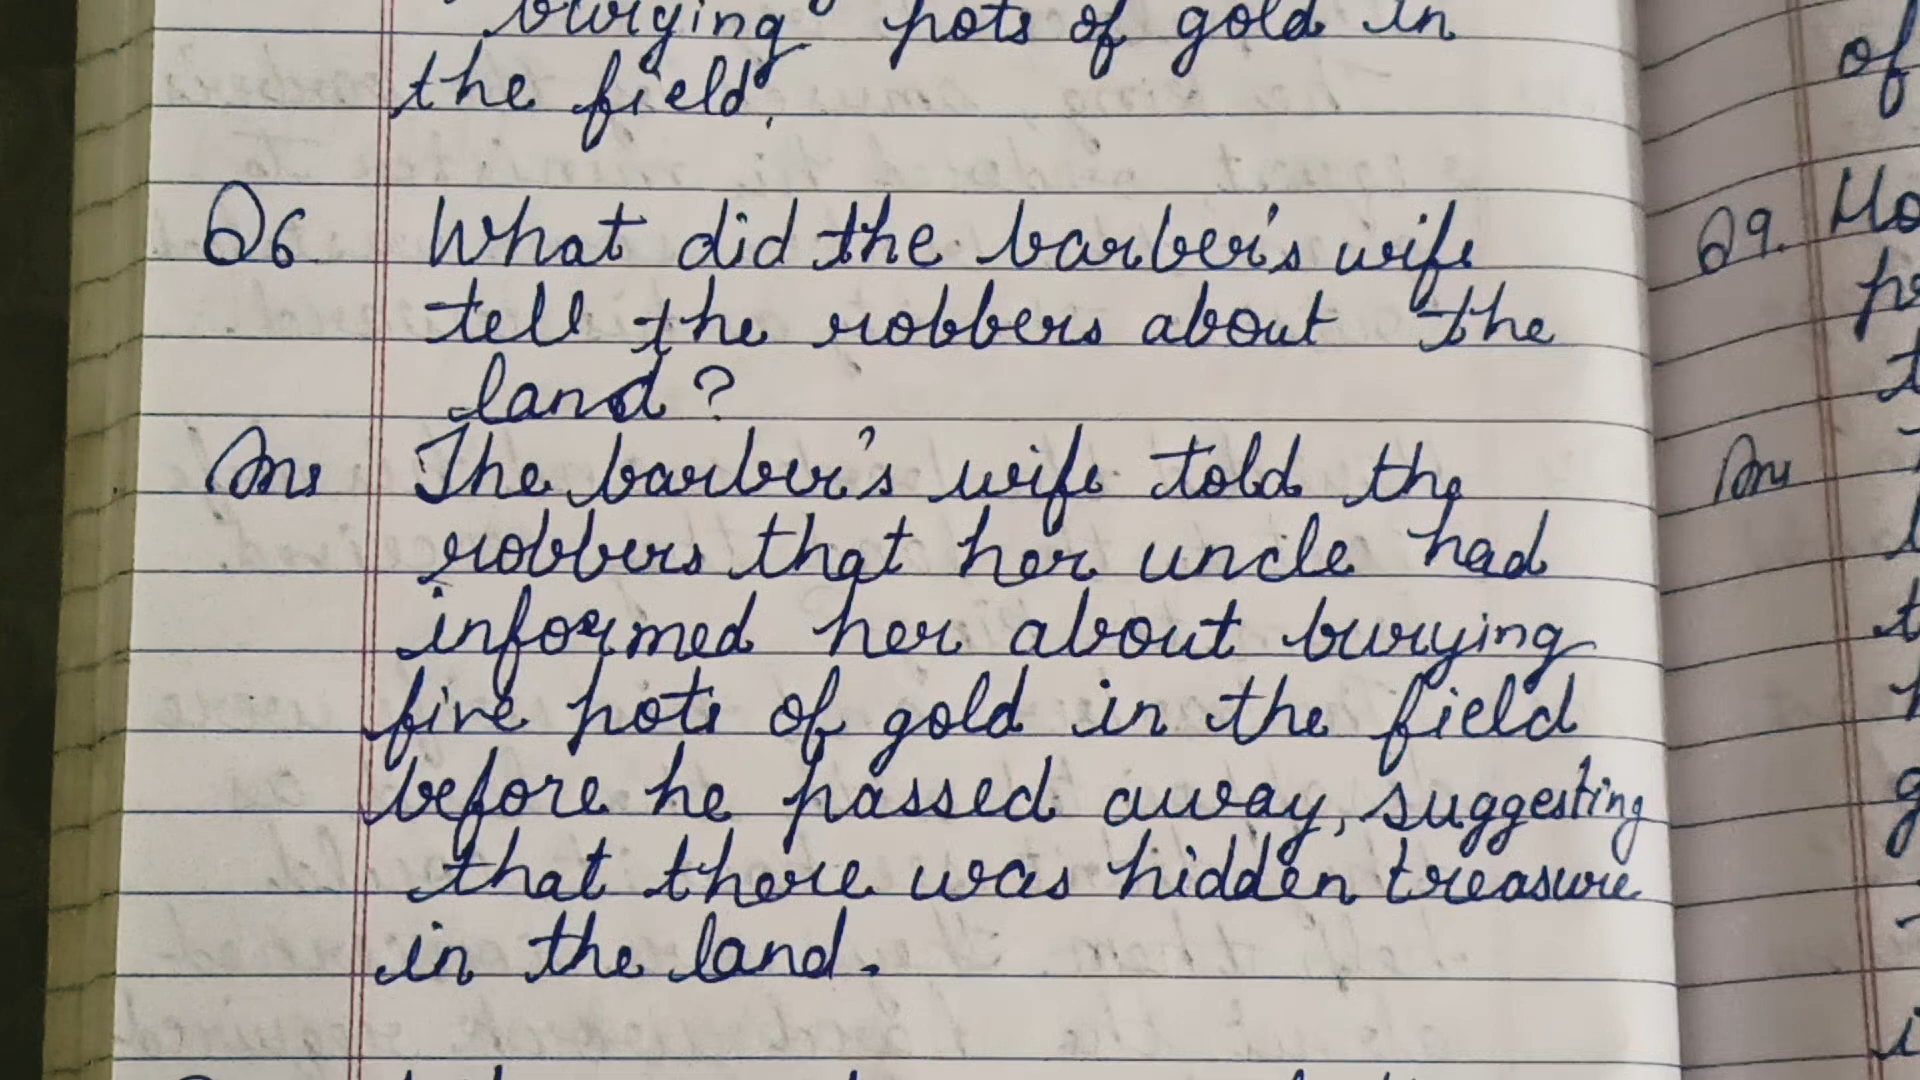 burying pots of gold in
the field.
Q6 What did the barber's wife
tell the robbers about the
land?
Ans The barber's wife told the
robbers that her uncle had
informed her about burying
five pots of gold in the field
before he passed away, suggesting
that there was hidden treasure
in the land.
of
Q9.
Ans